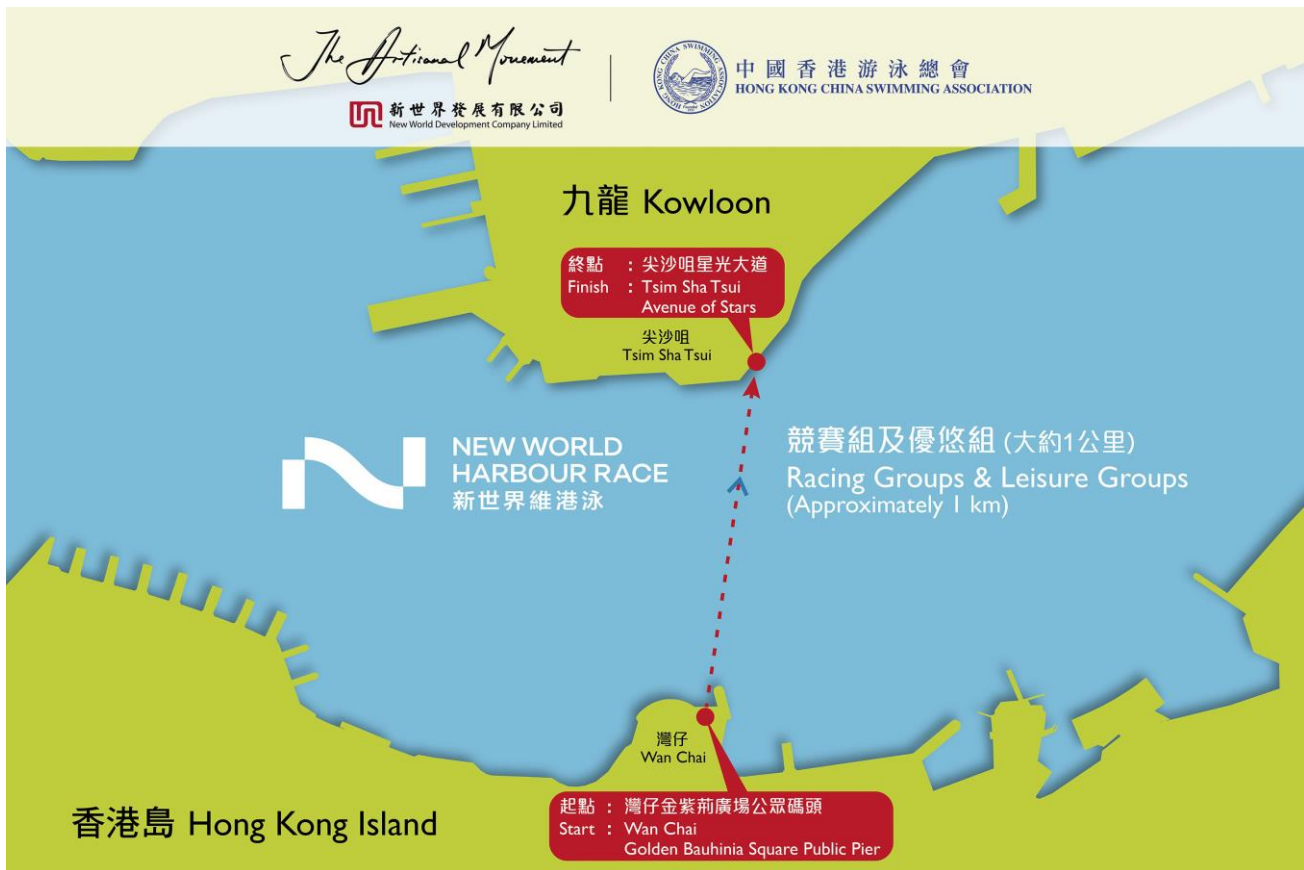 The Artisanal Movement
新世界發展有限公司
New World Development Company Limited
HONG KONG CHINA SWIMMING ASSOCIATION
中國香港游泳總會
HONG KONG CHINA SWIMMING ASSOCIATION
九龍 Kowloon
終點 : 尖沙咀星光大道
Finish : Tsim Sha Tsui
Avenue of Stars
尖沙咀
Tsim Sha Tsui
NEW WORLD
HARBOUR RACE
新世界維港泳
競賽組及優悠組 (大約1公里)
Racing Groups & Leisure Groups
(Approximately 1 km)
灣仔
Wan Chai
起點 : 灣仔金紫荊廣場公眾碼頭
Start : Wan Chai
Golden Bauhinia Square Public Pier
香港島 Hong Kong Island